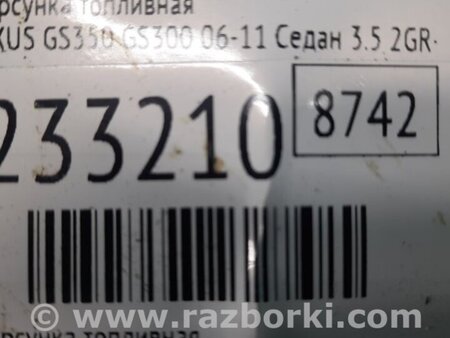 рсунка топливная
XUS GS350 GS300 06-11 Седан 3.5 2GR-
233210 8742
рсунка топливная
© www.razborki.com